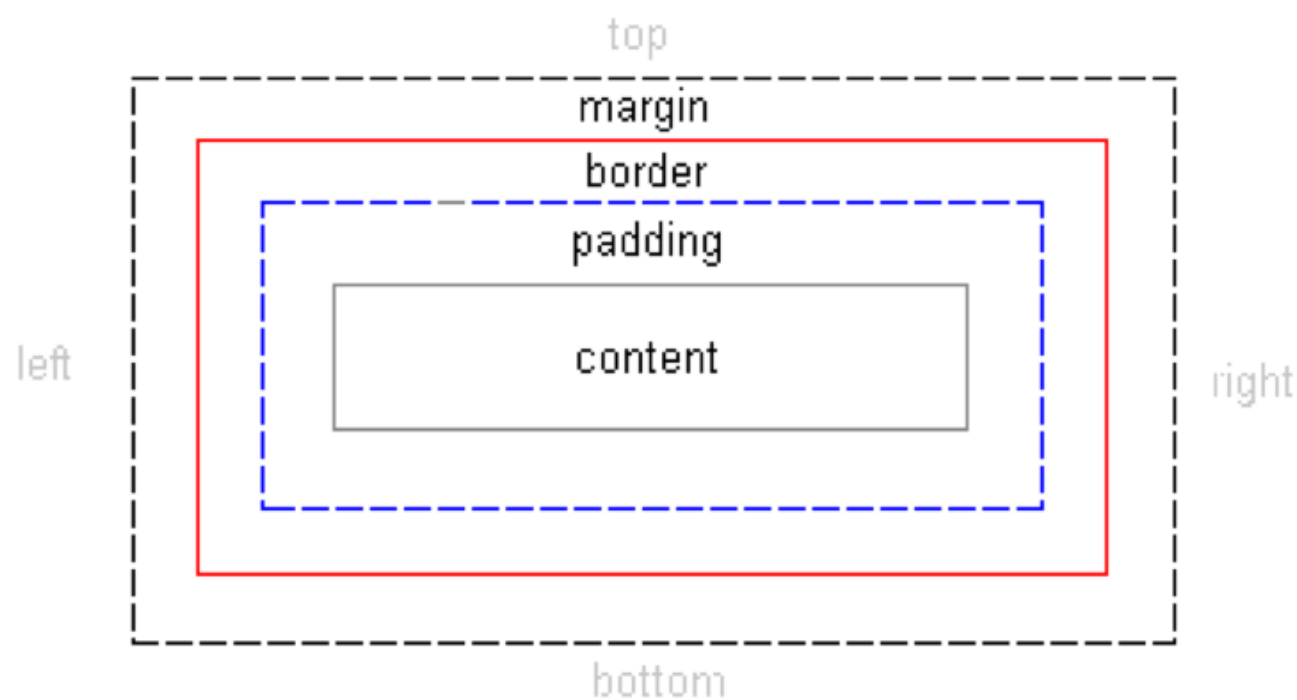 top
margin
border
padding
content
left
right
bottom